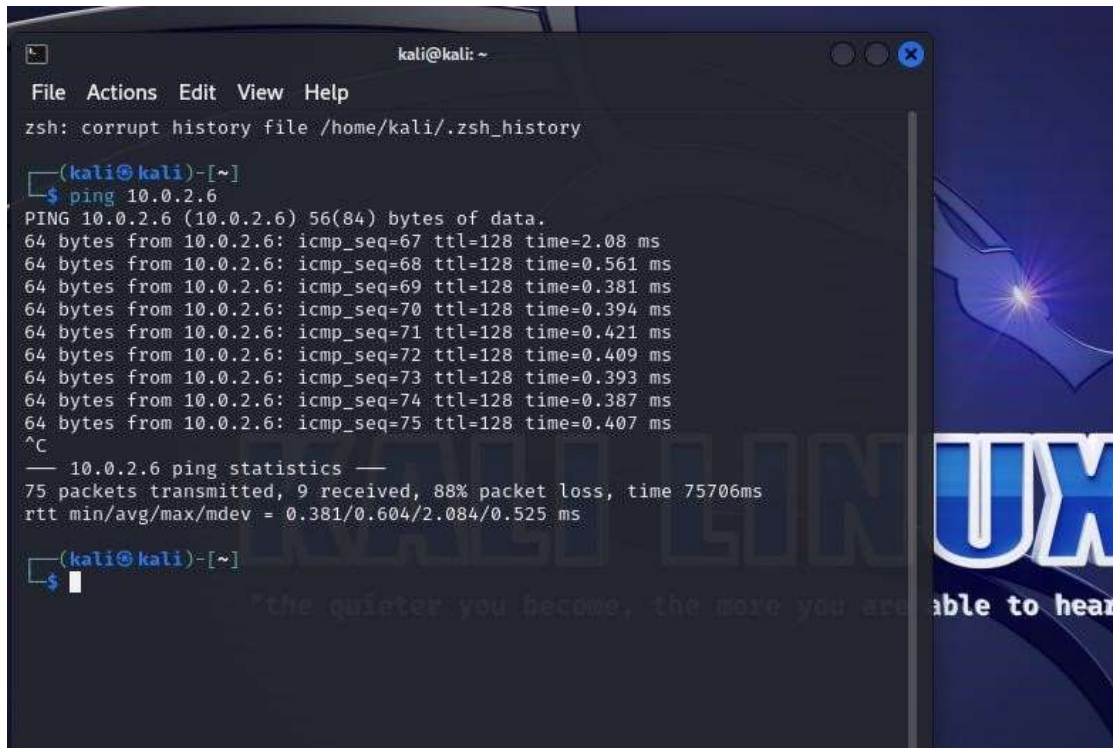 kali@kali: ~
File Actions Edit View Help
zsh: corrupt history file /home/kali/.zsh_history
┌──(kali㉿kali)-[~]
└─$ ping 10.0.2.6
PING 10.0.2.6 (10.0.2.6) 56(84) bytes of data.
64 bytes from 10.0.2.6: icmp_seq=67 ttl=128 time=2.08 ms
64 bytes from 10.0.2.6: icmp_seq=68 ttl=128 time=0.561 ms
64 bytes from 10.0.2.6: icmp_seq=69 ttl=128 time=0.381 ms
64 bytes from 10.0.2.6: icmp_seq=70 ttl=128 time=0.394 ms
64 bytes from 10.0.2.6: icmp_seq=71 ttl=128 time=0.421 ms
64 bytes from 10.0.2.6: icmp_seq=72 ttl=128 time=0.409 ms
64 bytes from 10.0.2.6: icmp_seq=73 ttl=128 time=0.393 ms
64 bytes from 10.0.2.6: icmp_seq=74 ttl=128 time=0.387 ms
64 bytes from 10.0.2.6: icmp_seq=75 ttl=128 time=0.407 ms
^C
── 10.0.2.6 ping statistics ──
75 packets transmitted, 9 received, 88% packet loss, time 75706ms
rtt min/avg/max/mdev = 0.381/0.604/2.084/0.525 ms
┌──(kali㉿kali)-[~]
└─$
KALI LINUX
"the quieter you become, the more you are able to hear